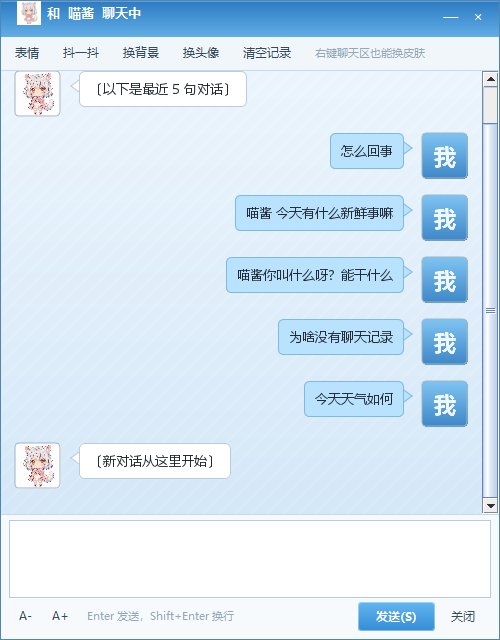 和 喵酱 聊天中
表情 抖一抖 换背景 换头像 清空记录 右键聊天区也能换皮肤
〔以下是最近 5 句对话〕
怎么回事
我
喵酱 今天有什么新鲜事嘛
我
喵酱你叫什么呀？能干什么
我
为啥没有聊天记录
我
今天天气如何
我
〔新对话从这里开始〕
A- A+ Enter 发送，Shift+Enter 换行 发送(S) 关闭